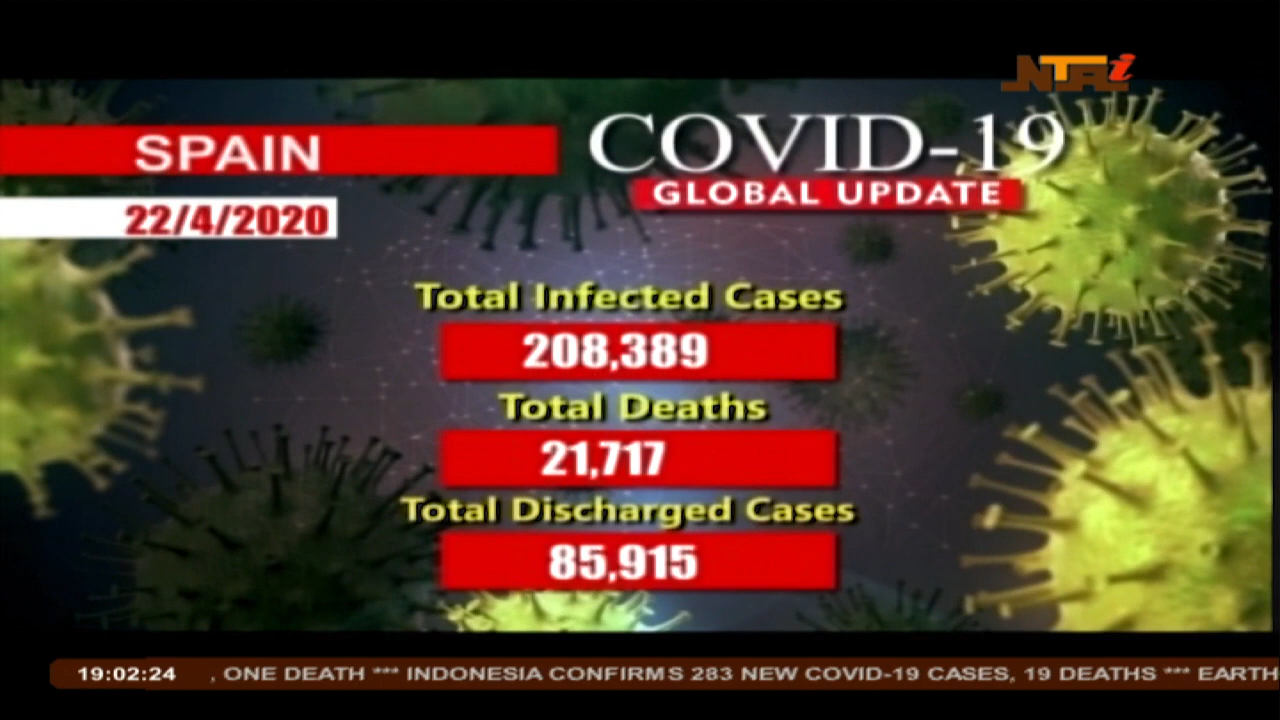 NTAi
SPAIN
COVID-19
GLOBAL UPDATE
22/4/2020
Total Infected Cases
208,389
Total Deaths
21,717
Total Discharged Cases
85,915
19:02:24 , ONE DEATH *** INDONESIA CONFIRMS 283 NEW COVID-19 CASES, 19 DEATHS *** EARTH